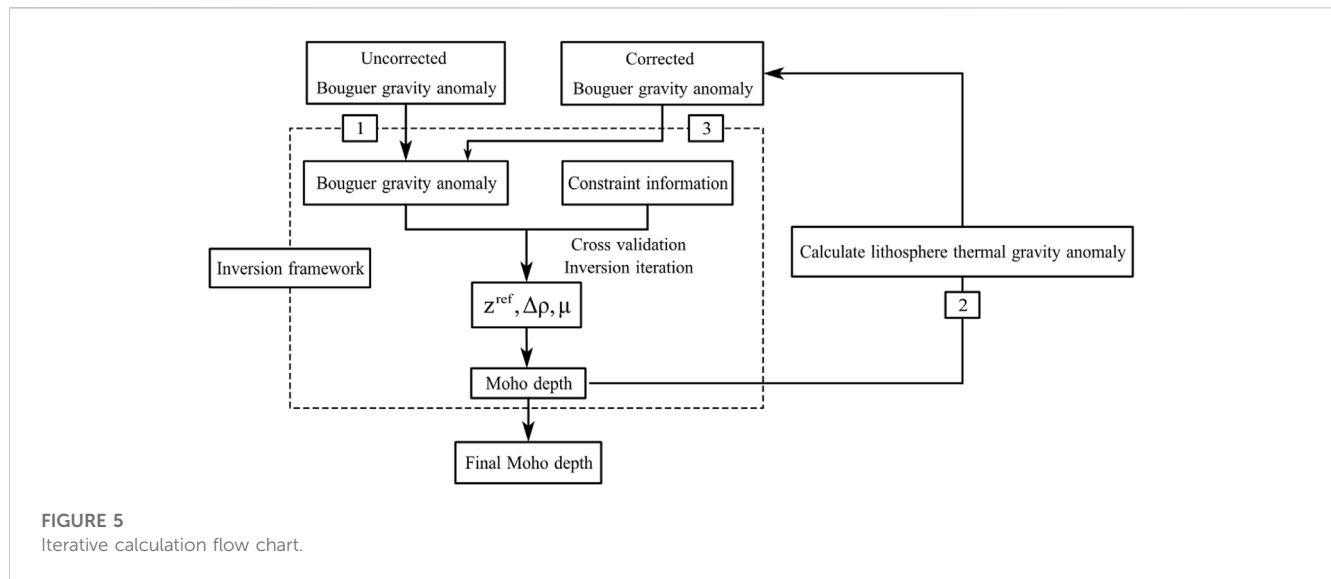 Uncorrected
Bouguer gravity anomaly
Corrected
Bouguer gravity anomaly
1
3
Bouguer gravity anomaly
Constraint information
Inversion framework
Cross validation
Inversion iteration
Calculate lithosphere thermal gravity anomaly
2
z^ref, Δρ, μ
Moho depth
Final Moho depth
FIGURE 5
Iterative calculation flow chart.